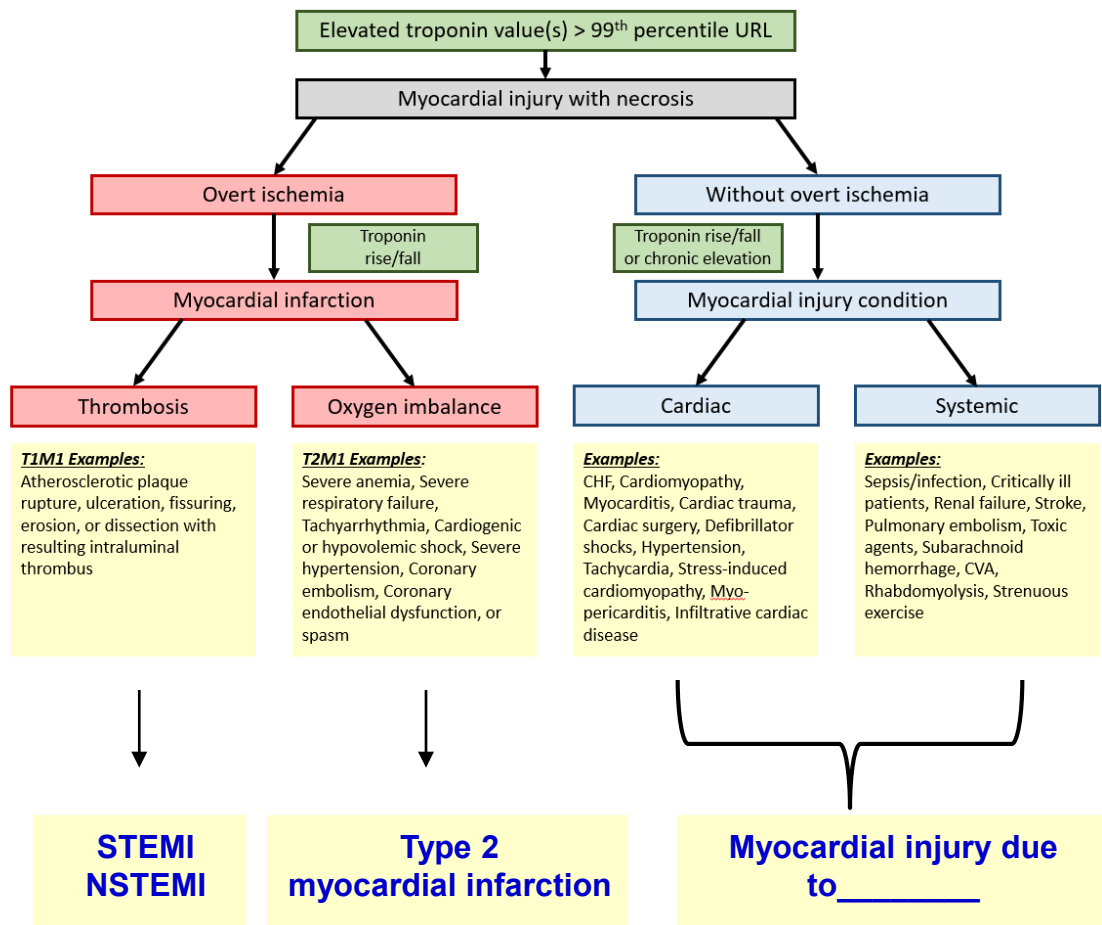 Elevated troponin value(s) > 99th percentile URL
Myocardial injury with necrosis
Overt ischemia
Without overt ischemia
Troponin
rise/fall
Troponin rise/fall
or chronic elevation
Myocardial infarction
Myocardial injury condition
Thrombosis
Oxygen imbalance
Cardiac
Systemic
T1M1 Examples:
Atherosclerotic plaque
rupture, ulceration, fissuring,
erosion, or dissection with
resulting intraluminal
thrombus
T2M1 Examples:
Severe anemia, Severe
respiratory failure,
Tachyarrhythmia, Cardiogenic
or hypovolemic shock, Severe
hypertension, Coronary
embolism, Coronary
endothelial dysfunction, or
spasm
Examples:
CHF, Cardiomyopathy,
Myocarditis, Cardiac trauma,
Cardiac surgery, Defibrillator
shocks, Hypertension,
Tachycardia, Stress-induced
cardiomyopathy, Myo-
pericarditis, Infiltrative cardiac
disease
Examples:
Sepsis/infection, Critically ill
patients, Renal failure, Stroke,
Pulmonary embolism, Toxic
agents, Subarachnoid
hemorrhage, CVA,
Rhabdomyolysis, Strenuous
exercise
STEMI
NSTEMI
Type 2
myocardial infarction
Myocardial injury due
to________